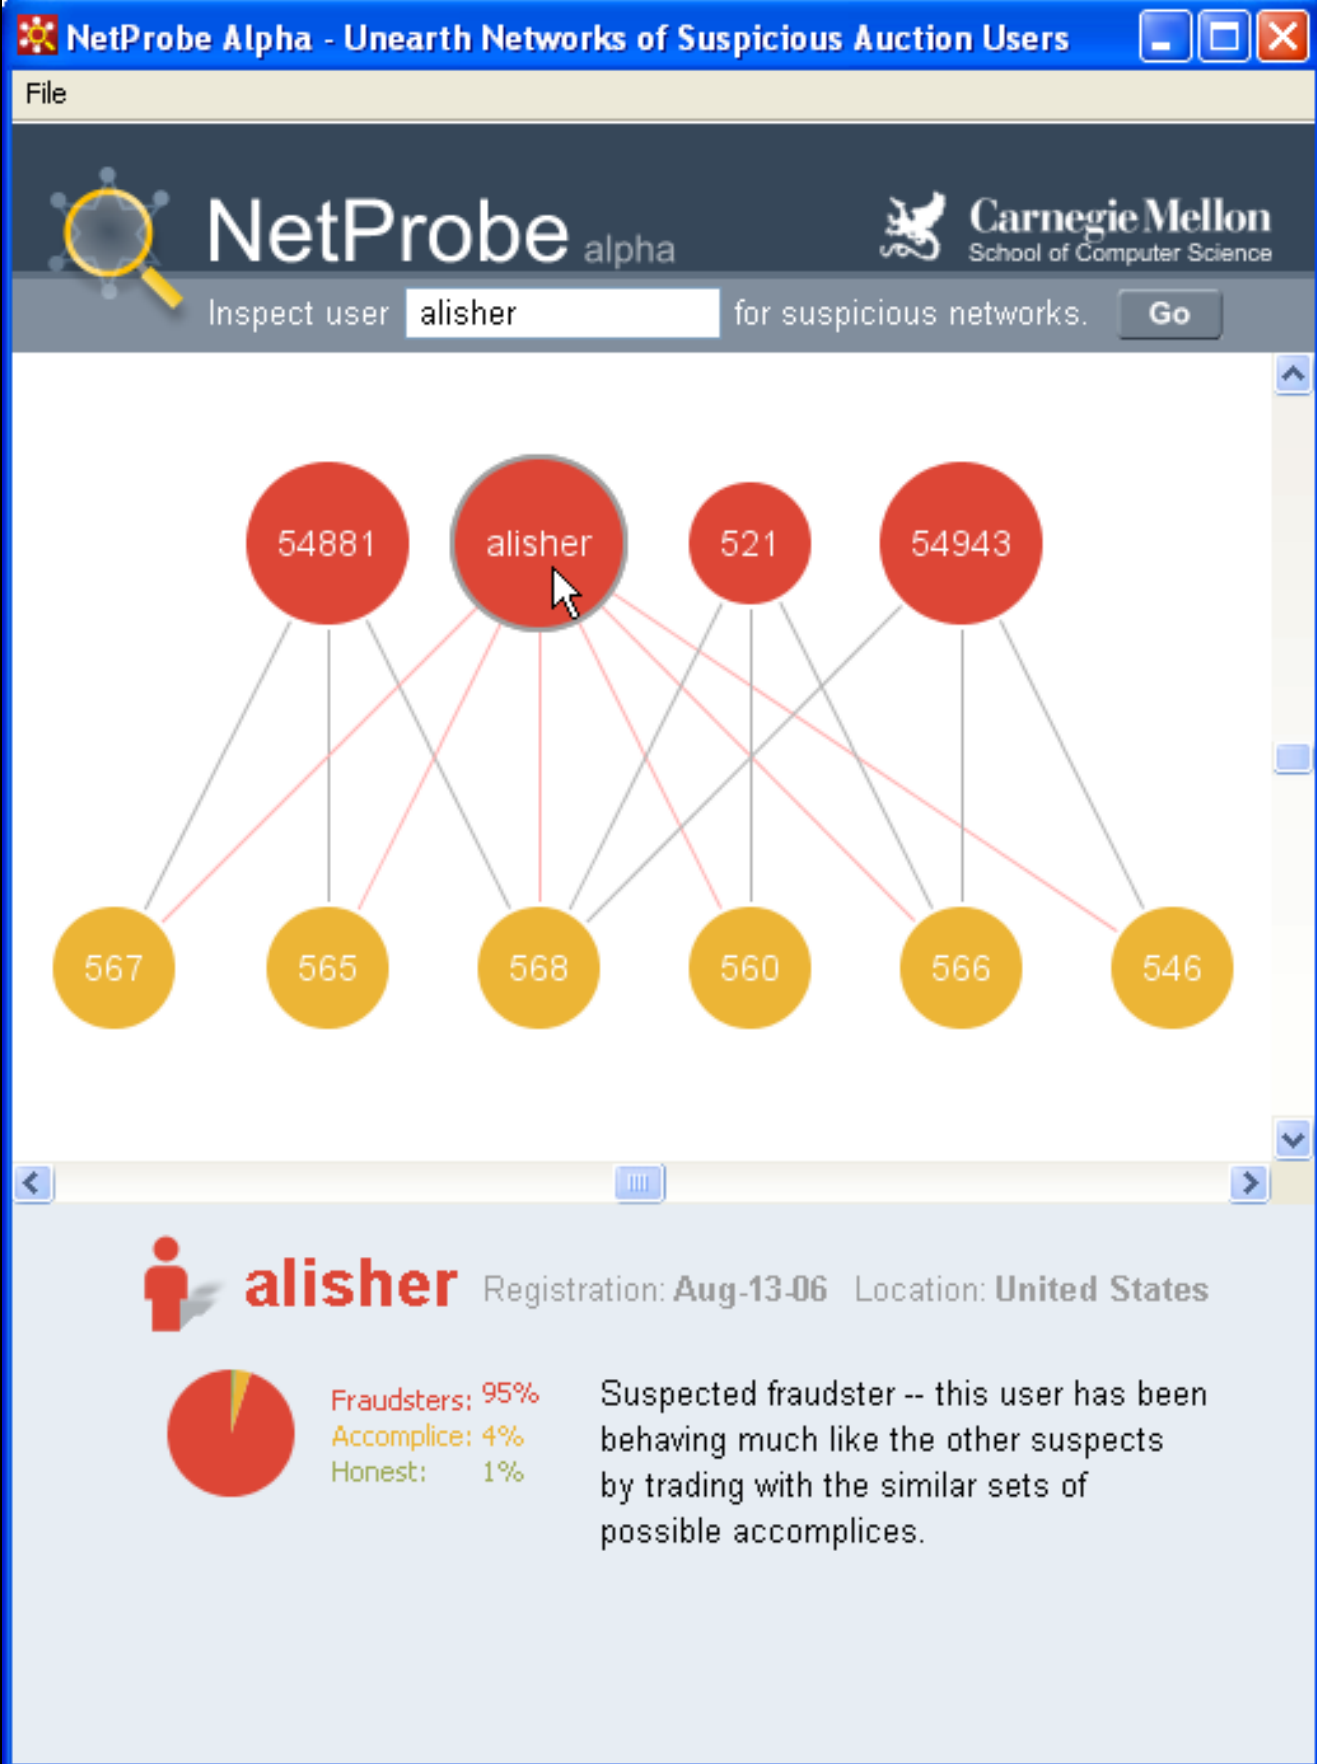 NetProbe Alpha - Unearth Networks of Suspicious Auction Users
File
NetProbe alpha
Carnegie Mellon
School of Computer Science
Inspect user alisher for suspicious networks. Go
54881 alisher 521 54943
567 565 568 560 566 546
alisher Registration: Aug-13-06 Location: United States
Fraudsters: 95%
Accomplice: 4%
Honest: 1%
Suspected fraudster -- this user has been
behaving much like the other suspects
by trading with the similar sets of
possible accomplices.